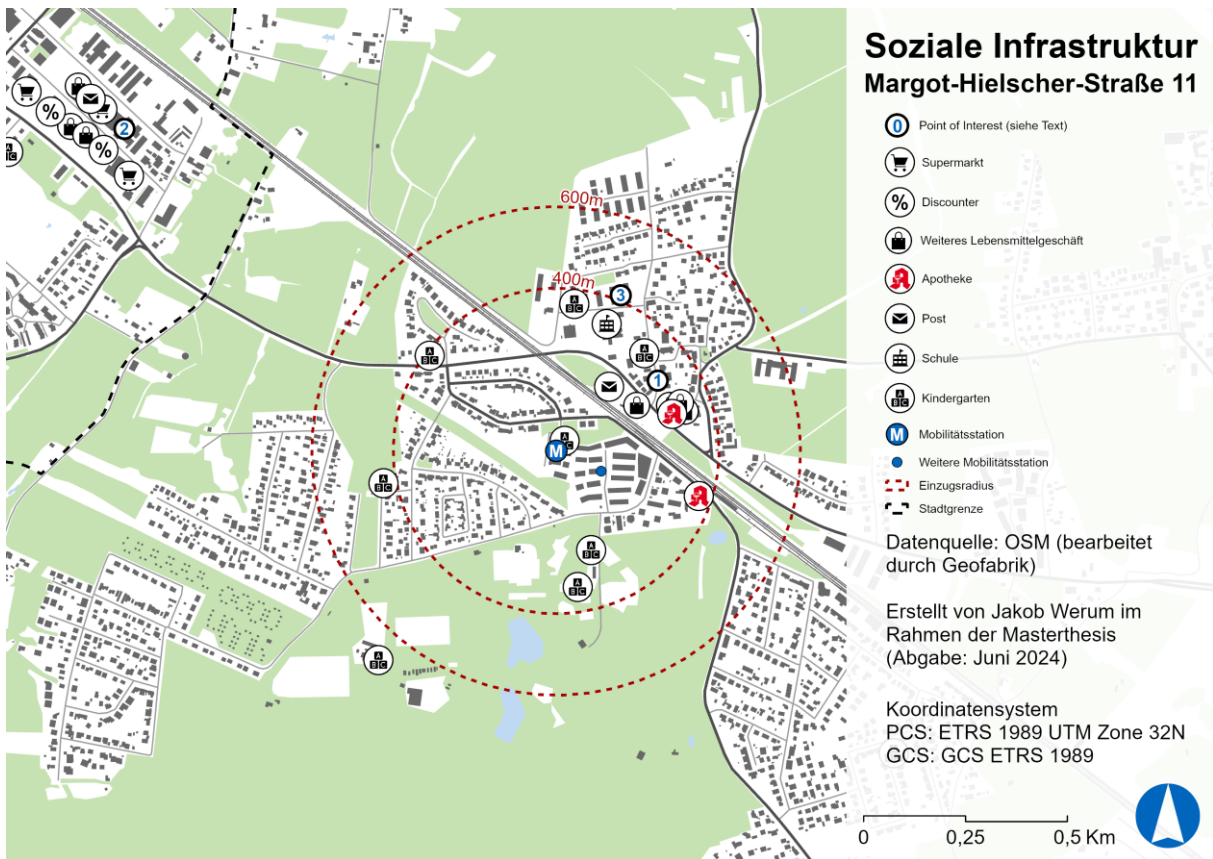 Soziale Infrastruktur
Margot-Hielscher-Straße 11
0 Point of Interest (siehe Text)
Supermarkt
% Discounter
Weiteres Lebensmittelgeschäft
Apotheke
Post
Schule
A B C Kindergarten
M Mobilitätsstation
Weitere Mobilitätsstation
Einzugsradius
Stadtgrenze
Datenquelle: OSM (bearbeitet
durch Geofabrik)
Erstellt von Jakob Werum im
Rahmen der Masterthesis
(Abgabe: Juni 2024)
Koordinatensystem
PCS: ETRS 1989 UTM Zone 32N
GCS: GCS ETRS 1989
0 0,25 0,5 Km
%
2
%
600m
400m
3
1
M